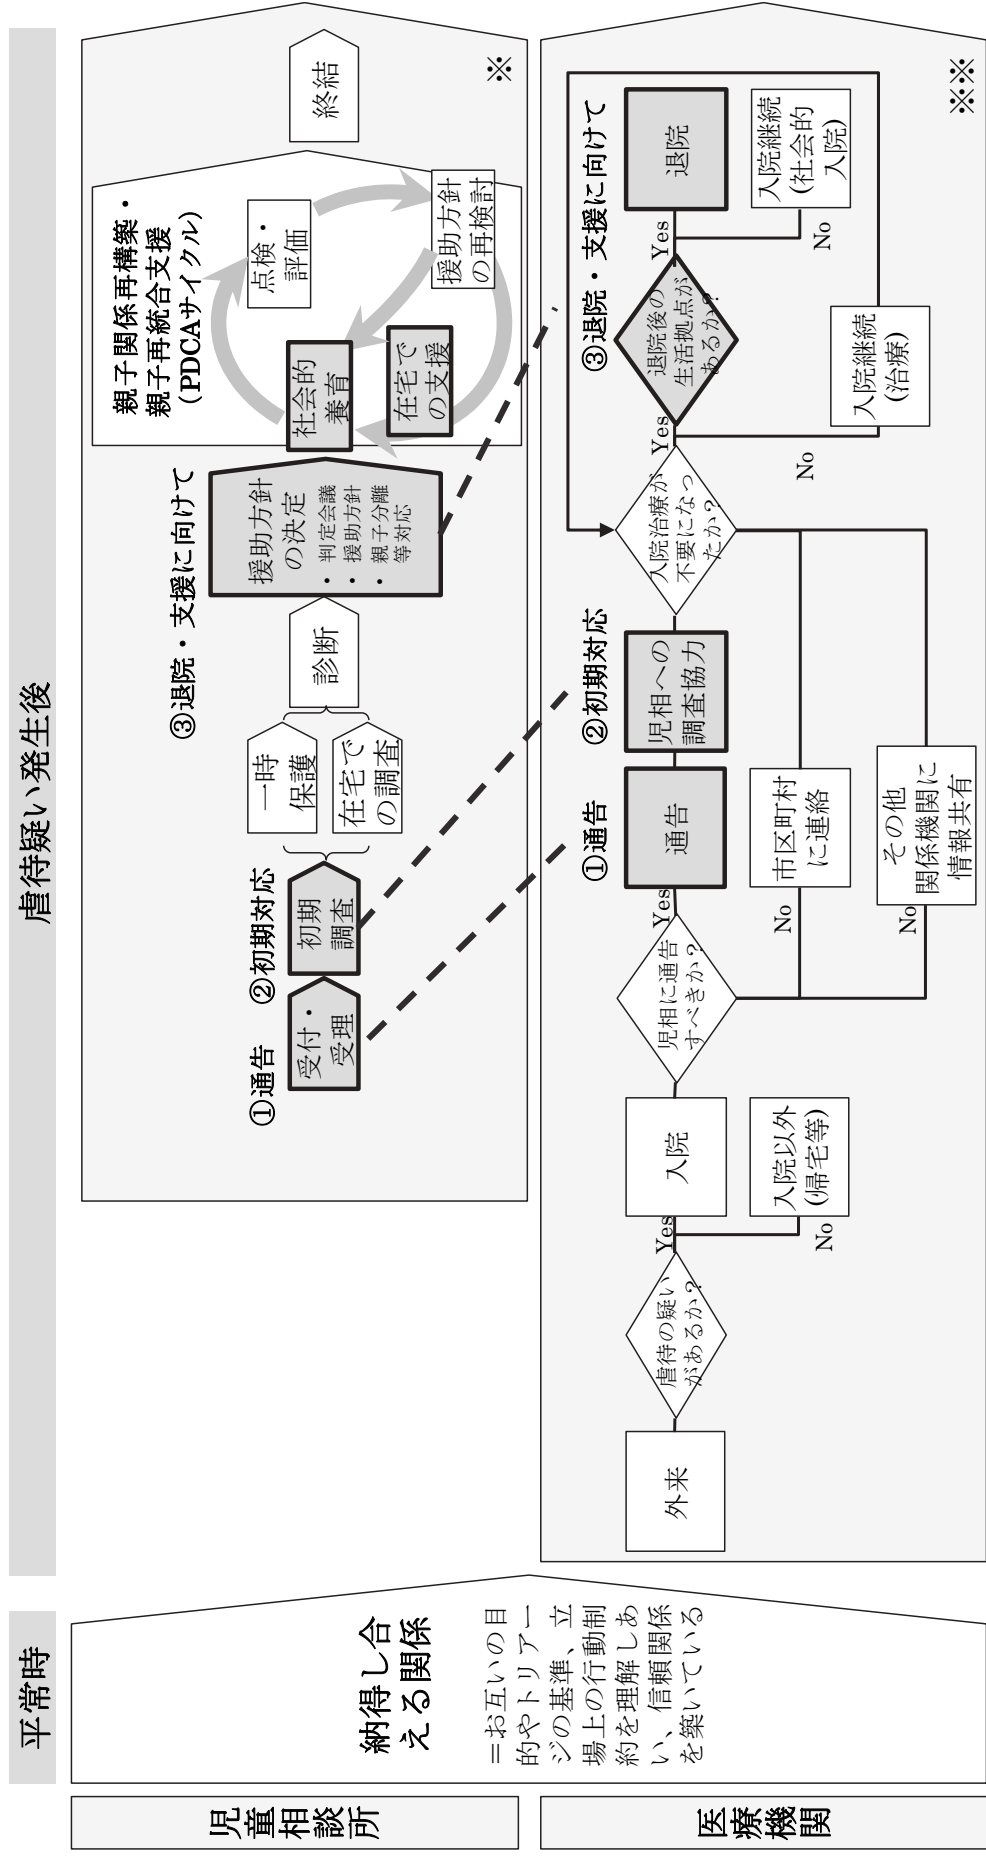 平常時
虐待疑い発生後
児童相談所
医療機関
納得し合
える関係
＝お互いの目
的やトリアー
ジの基準、立
場上の行動制
約を理解しあ
い、信頼関係
を築いている
①通告
受付・
受理
②初期対応
初期
調査
一時
保護
在宅で
の調査
診断
③退院・支援に向けて
援助方針
の決定
・ 判定会議
・ 援助方針
・ 親子分離
等対応
親子関係再構築・
親子再統合支援
(PDCAサイクル)
社会的
養育
在宅で
の支援
点検・
評価
援助方針
の再検討
終結
※
外来
虐待の疑い
があるか？
Yes
No
入院
入院以外
(帰宅等)
児相に通告
すべきか？
Yes
No
No
①通告
通告
市区町村
に連絡
その他
関係機関に
情報共有
②初期対応
児相への
調査協力
入院治療が
不要になっ
たか？
Yes
No
入院継続
(治療)
③退院・支援に向けて
退院後の
生活拠点が
あるか？
Yes
No
退院
入院継続
(社会的
入院)
※※